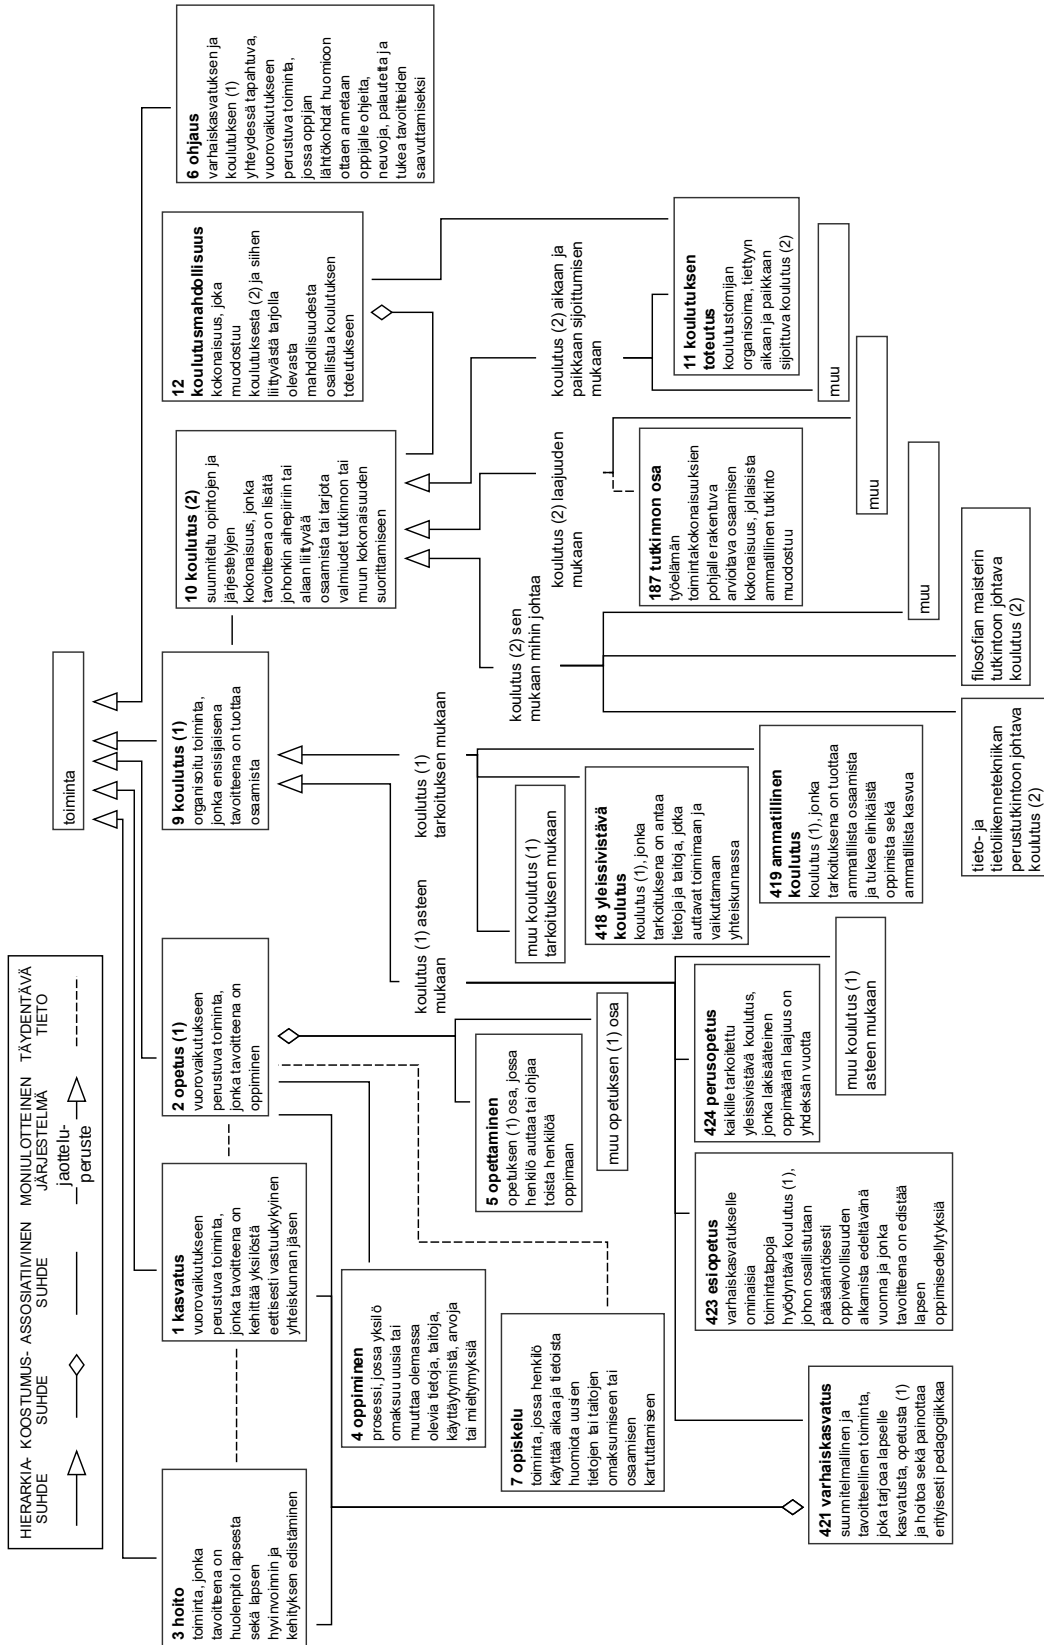 HIERARKIA-
SUHDE
KOOSTUMUS-
SUHDE
ASSOSIATIIVINEN
SUHDE
MONIULOTTEINEN
JÄRJESTELMÄ
jaottelu-
peruste
TÄYDENTÄVÄ
TIETO
toiminta
3 hoito
toiminta, jonka
tavoitteena on
huolenpito lapsesta
sekä lapsen
hyvinvoinnin ja
kehityksen edistäminen
1 kasvatus
vuorovaikutukseen
perustuva toiminta,
jonka tavoitteena on
kehittää yksilöstä
eettisesti vastuukykyinen
yhteiskunnan jäsen
2 opetus (1)
vuorovaikutukseen
perustuva toiminta,
jonka tavoitteena on
oppiminen
9 koulutus (1)
organisoitu toiminta,
jonka ensisijaisena
tavoitteena on tuottaa
osaamista
10 koulutus (2)
suunniteltu opintojen ja
järjestelyjen
kokonaisuus, jonka
tavoitteena on lisätä
johonkin aihepiiriin tai
alaan liittyvää
osaamista tai tarjota
valmiudet tutkinnon tai
muun kokonaisuuden
suorittamiseen
12
koulutusmahdollisuus
kokonaisuus, joka
muodostuu
koulutuksesta (2) ja siihen
liittyvästä tarjolla
olevasta
mahdollisuudesta
osallistua koulutuksen
toteutukseen
6 ohjaus
varhaiskasvatuksen ja
koulutuksen (1)
yhteydessä tapahtuva,
vuorovaikutukseen
perustuva toiminta,
jossa oppijan
lähtökohdat huomioon
ottaen annetaan
oppijalle ohjeita,
neuvoja, palautetta ja
tukea tavoitteiden
saavuttamiseksi
4 oppiminen
prosessi, jossa yksilö
omaksuu uusia tai
muuttaa olemassa
olevia tietoja, taitoja,
käyttäytymistä, arvoja
tai mieltymyksiä
7 opiskelu
toiminta, jossa henkilö
käyttää aikaa ja tietoista
huomiota uusien
tietojen tai taitojen
omaksumiseen tai
osaamisen
kartuttamiseen
5 opettaminen
opetuksen (1) osa, jossa
henkilö auttaa tai ohjaa
toista henkilöä
oppimaan
muu opetuksen (1) osa
koulutus (1) asteen
mukaan
koulutus (1)
tarkoituksen mukaan
koulutus (2) sen
mukaan mihin johtaa
koulutus (2) laajuuden
mukaan
koulutus (2) aikaan ja
paikkaan sijoittumisen
mukaan
muu koulutus (1)
tarkoituksen mukaan
418 yleissivistävä
koulutus
koulutus (1), jonka
tarkoituksena on antaa
tietoja ja taitoja, jotka
auttavat toimimaan ja
vaikuttamaan
yhteiskunnassa
419 ammatillinen
koulutus
koulutus (1), jonka
tarkoituksena on tuottaa
ammatillista osaamista
ja tukea elinikäistä
oppimista sekä
ammatillista kasvua
187 tutkinnon osa
työelämän
toimintakokonaisuuksien
pohjalle rakentuva
arvioitava osaamisen
kokonaisuus, jollaisista
ammatillinen tutkinto
muodostuu
11 koulutuksen
toteutus
koulutustoimijan
organisoima, tiettyyn
aikaan ja paikkaan
sijoittuva koulutus (2)
muu
muu
muu
421 varhaiskasvatus
suunnitelmallinen ja
tavoitteellinen toiminta,
joka tarjoaa lapselle
kasvatusta, opetusta (1)
ja hoitoa sekä painottaa
erityisesti pedagogiikkaa
423 esiopetus
varhaiskasvatukselle
ominaisia
toimintatapoja
hyödyntävä koulutus (1),
johon osallistutaan
pääsääntöisesti
oppivelvollisuuden
alkamista edeltävänä
vuonna ja jonka
tavoitteena on edistää
lapsen
oppimisedellytyksiä
424 perusopetus
kaikille tarkoitettu
yleissivistävä koulutus,
jonka lakisääteinen
oppimäärän laajuus on
yhdeksän vuotta
muu koulutus (1)
asteen mukaan
tieto- ja
tietoliikennetekniikan
perustutkintoon johtava
koulutus (2)
filosofian maisterin
tutkintoon johtava
koulutus (2)